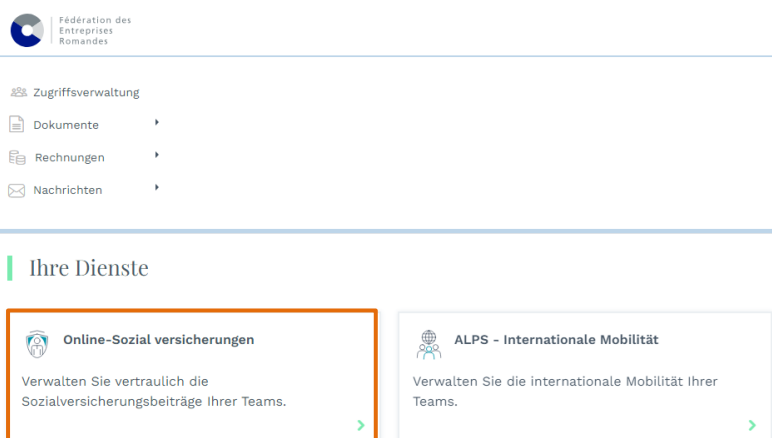 Fédération des
Entreprises
Romandes
Zugriffsverwaltung
Dokumente
Rechnungen
Nachrichten
Ihre Dienste
Online-Sozial versicherungen
Verwalten Sie vertraulich die
Sozialversicherungsbeiträge Ihrer Teams.
ALPS - Internationale Mobilität
Verwalten Sie die internationale Mobilität Ihrer
Teams.